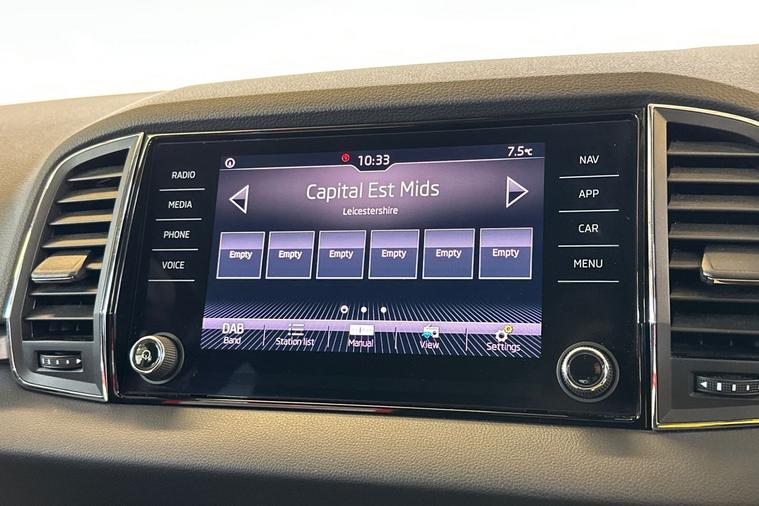 10:33
7.5°C
Capital Est Mids
Leicestershire
Empty Empty Empty Empty Empty Empty
DAB
Band Station list Manual View Settings
RADIO
MEDIA
PHONE
VOICE
NAV
APP
CAR
MENU